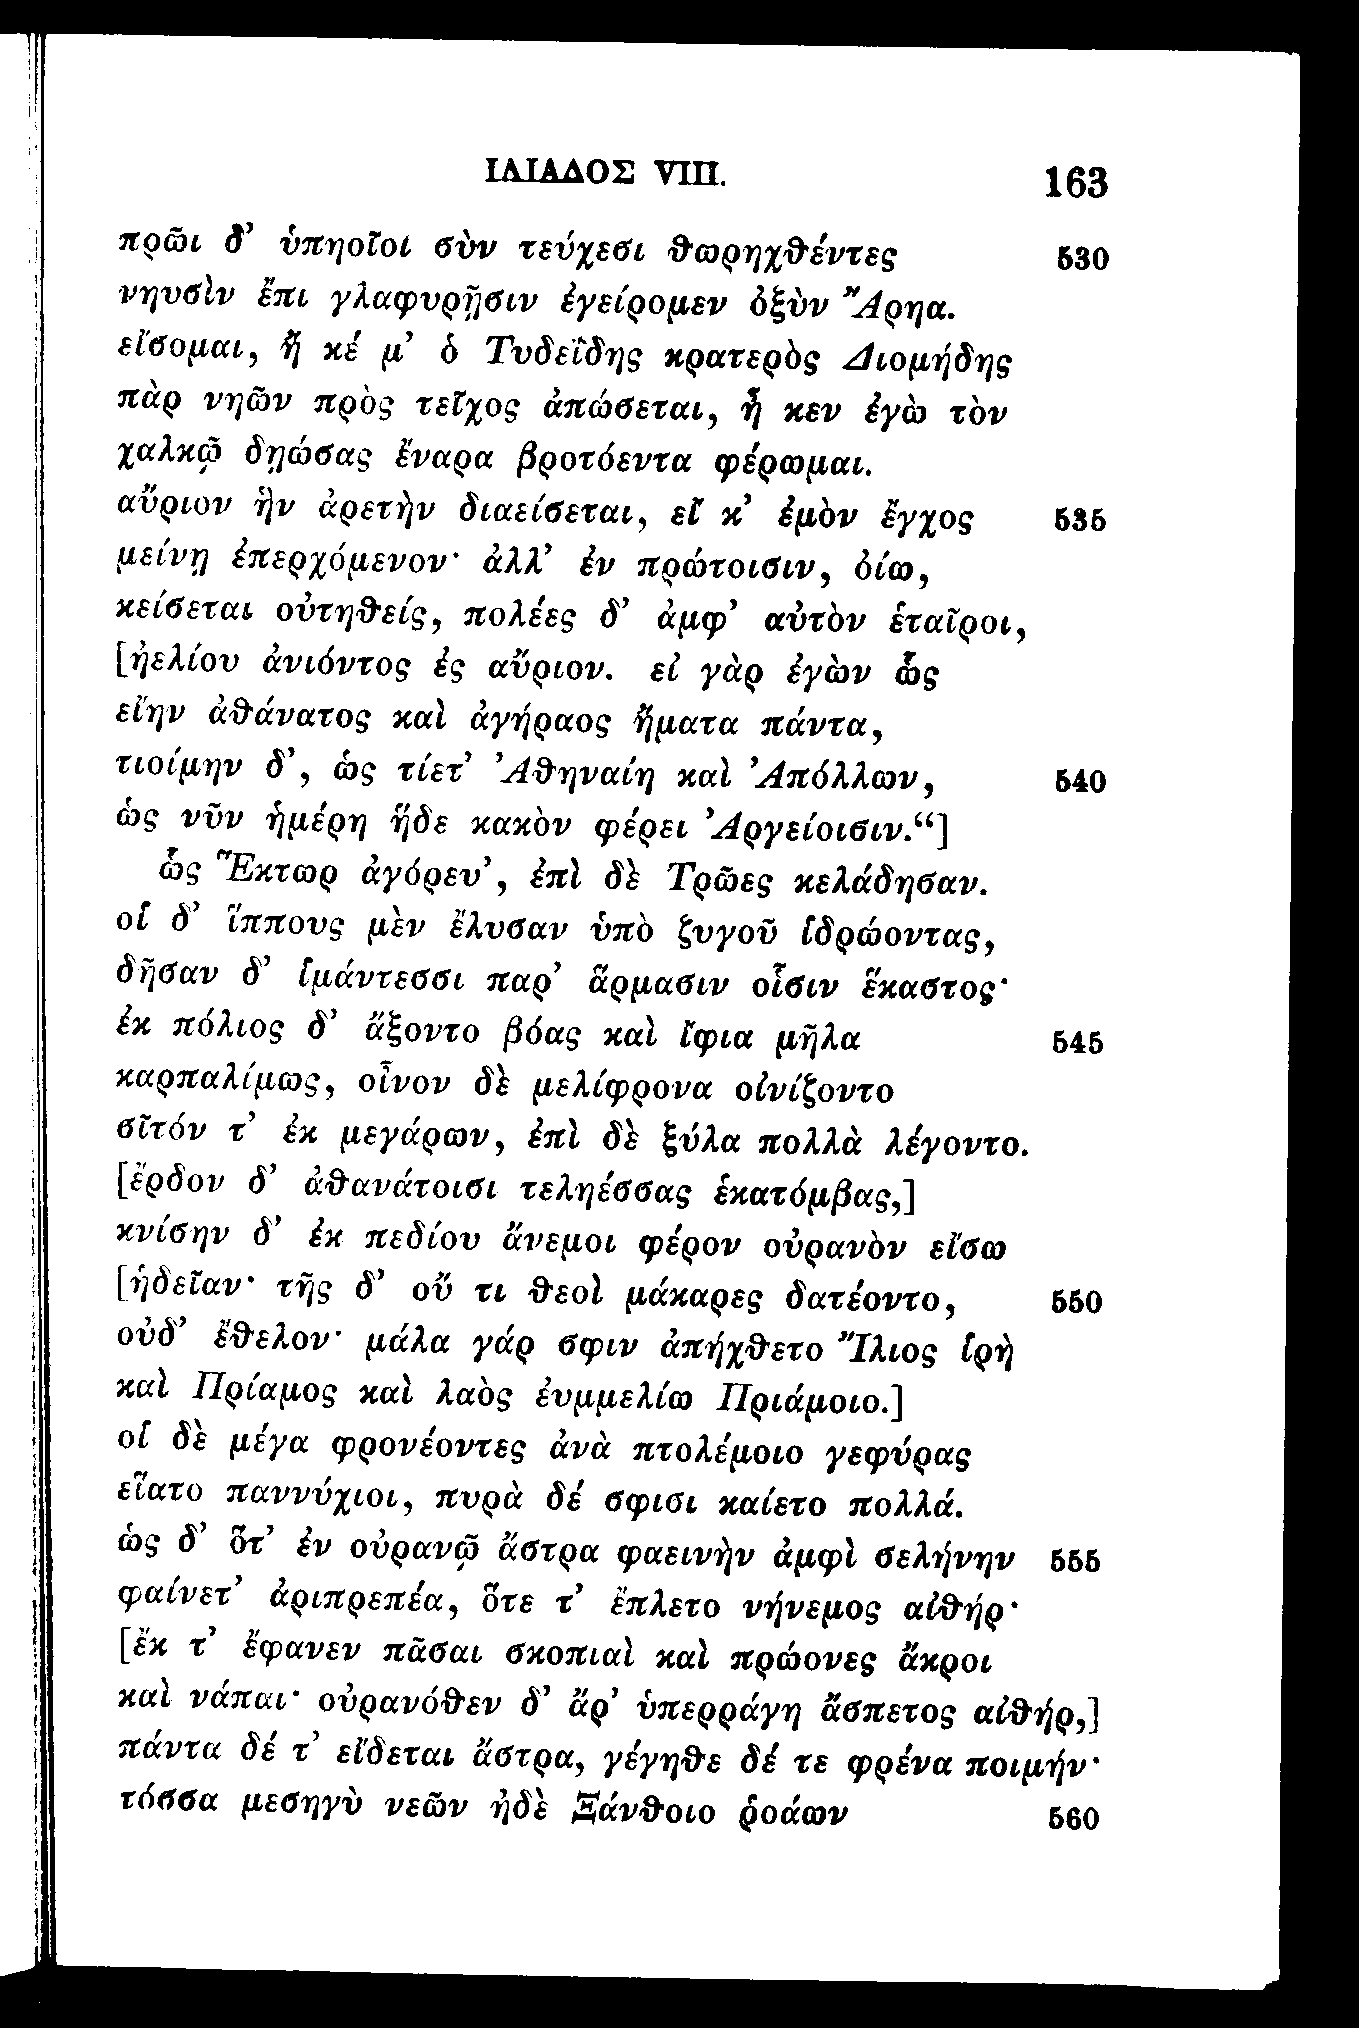 ΙΛΙΑΔΟΣ VIII. 163
πρῶι δ’ ὑπηοῖοι σὺν τεύχεσι θωρηχθέντες 530
νηυσὶν ἔπι γλαφυρῇσιν ἐγείρομεν ὀξὺν Ἄρηα.
εἴσομαι, ἤ κέ μ’ ὁ Τυδεΐδης κρατερὸς Διομήδης
πὰρ νηῶν πρὸς τεῖχος ἀπώσεται, ἦ κεν ἐγὼ τὸν
χαλκῷ δῃώσας ἔναρα βροτόεντα φέρωμαι.
αὔριον ἣν ἀρετὴν διαείσεται, εἴ κ’ ἐμὸν ἔγχος 535
μείνῃ ἐπερχόμενον· ἀλλ’ ἐν πρώτοισιν, ὀίω,
κείσεται οὐτηθείς, πολέες δ’ ἀμφ’ αὐτὸν ἑταῖροι,
[ἠελίου ἀνιόντος ἐς αὔριον. εἰ γὰρ ἐγὼν ὣς
εἴην ἀθάνατος καὶ ἀγήραος ἤματα πάντα,
τιοίμην δ’, ὡς τίετ’ Ἀθηναίη καὶ Ἀπόλλων, 540
ὡς νῦν ἡμέρη ἥδε κακὸν φέρει Ἀργείοισιν.“]
ὣς Ἕκτωρ ἀγόρευ’, ἐπὶ δὲ Τρῶες κελάδησαν.
οἱ δ’ ἵππους μὲν ἔλυσαν ὑπὸ ζυγοῦ ἱδρώοντας,
δῆσαν δ’ ἱμάντεσσι παρ’ ἅρμασιν οἷσιν ἕκαστος·
ἐκ πόλιος δ’ ἄξοντο βόας καὶ ἴφια μῆλα 545
καρπαλίμως, οἶνον δὲ μελίφρονα οἰνίζοντο
σῖτόν τ’ ἐκ μεγάρων, ἐπὶ δὲ ξύλα πολλὰ λέγοντο.
[ἔρδον δ’ ἀθανάτοισι τεληέσσας ἑκατόμβας,]
κνίσην δ’ ἐκ πεδίου ἄνεμοι φέρον οὐρανὸν εἴσω
[ἡδεῖαν· τῆς δ’ οὔ τι θεοὶ μάκαρες δατέοντο, 550
οὐδ’ ἔθελον· μάλα γάρ σφιν ἀπήχθετο Ἴλιος ἱρὴ
καὶ Πρίαμος καὶ λαὸς ἐυμμελίω Πριάμοιο.]
οἱ δὲ μέγα φρονέοντες ἀνὰ πτολέμοιο γεφύρας
εἵατο παννύχιοι, πυρὰ δέ σφισι καίετο πολλά.
ὡς δ’ ὅτ’ ἐν οὐρανῷ ἄστρα φαεινὴν ἀμφὶ σελήνην 555
φαίνετ’ ἀριπρεπέα, ὅτε τ’ ἔπλετο νήνεμος αἰθήρ·
[ἔκ τ’ ἔφανεν πᾶσαι σκοπιαὶ καὶ πρώονες ἄκροι
καὶ νάπαι· οὐρανόθεν δ’ ἄρ’ ὑπερράγη ἄσπετος αἰθήρ,]
πάντα δέ τ’ εἴδεται ἄστρα, γέγηθε δέ τε φρένα ποιμήν·
τόσσα μεσηγὺ νεῶν ἠδὲ Ξάνθοιο ῥοάων 560